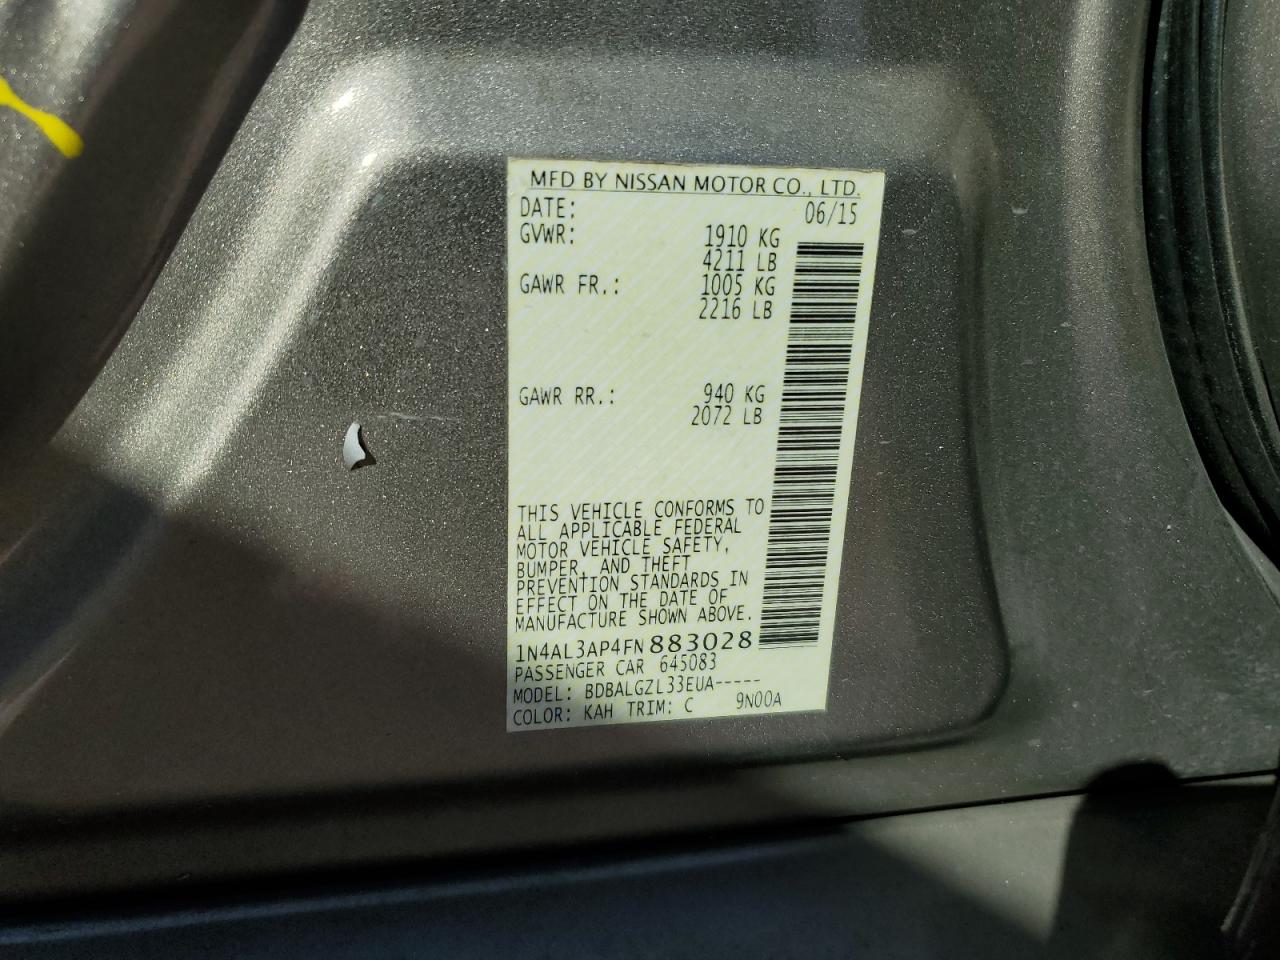 MFD BY NISSAN MOTOR CO., LTD.
DATE: 06/15
GVWR: 1910 KG
4211 LB
GAWR FR.: 1005 KG
2216 LB
GAWR RR.: 940 KG
2072 LB
THIS VEHICLE CONFORMS TO
ALL APPLICABLE FEDERAL
MOTOR VEHICLE SAFETY,
BUMPER, AND THEFT
PREVENTION STANDARDS IN
EFFECT ON THE DATE OF
MANUFACTURE SHOWN ABOVE.
1N4AL3AP4FN883028
PASSENGER CAR 645083
MODEL: BDBALGZL33EUA-----
COLOR: KAH TRIM: C 9N00A